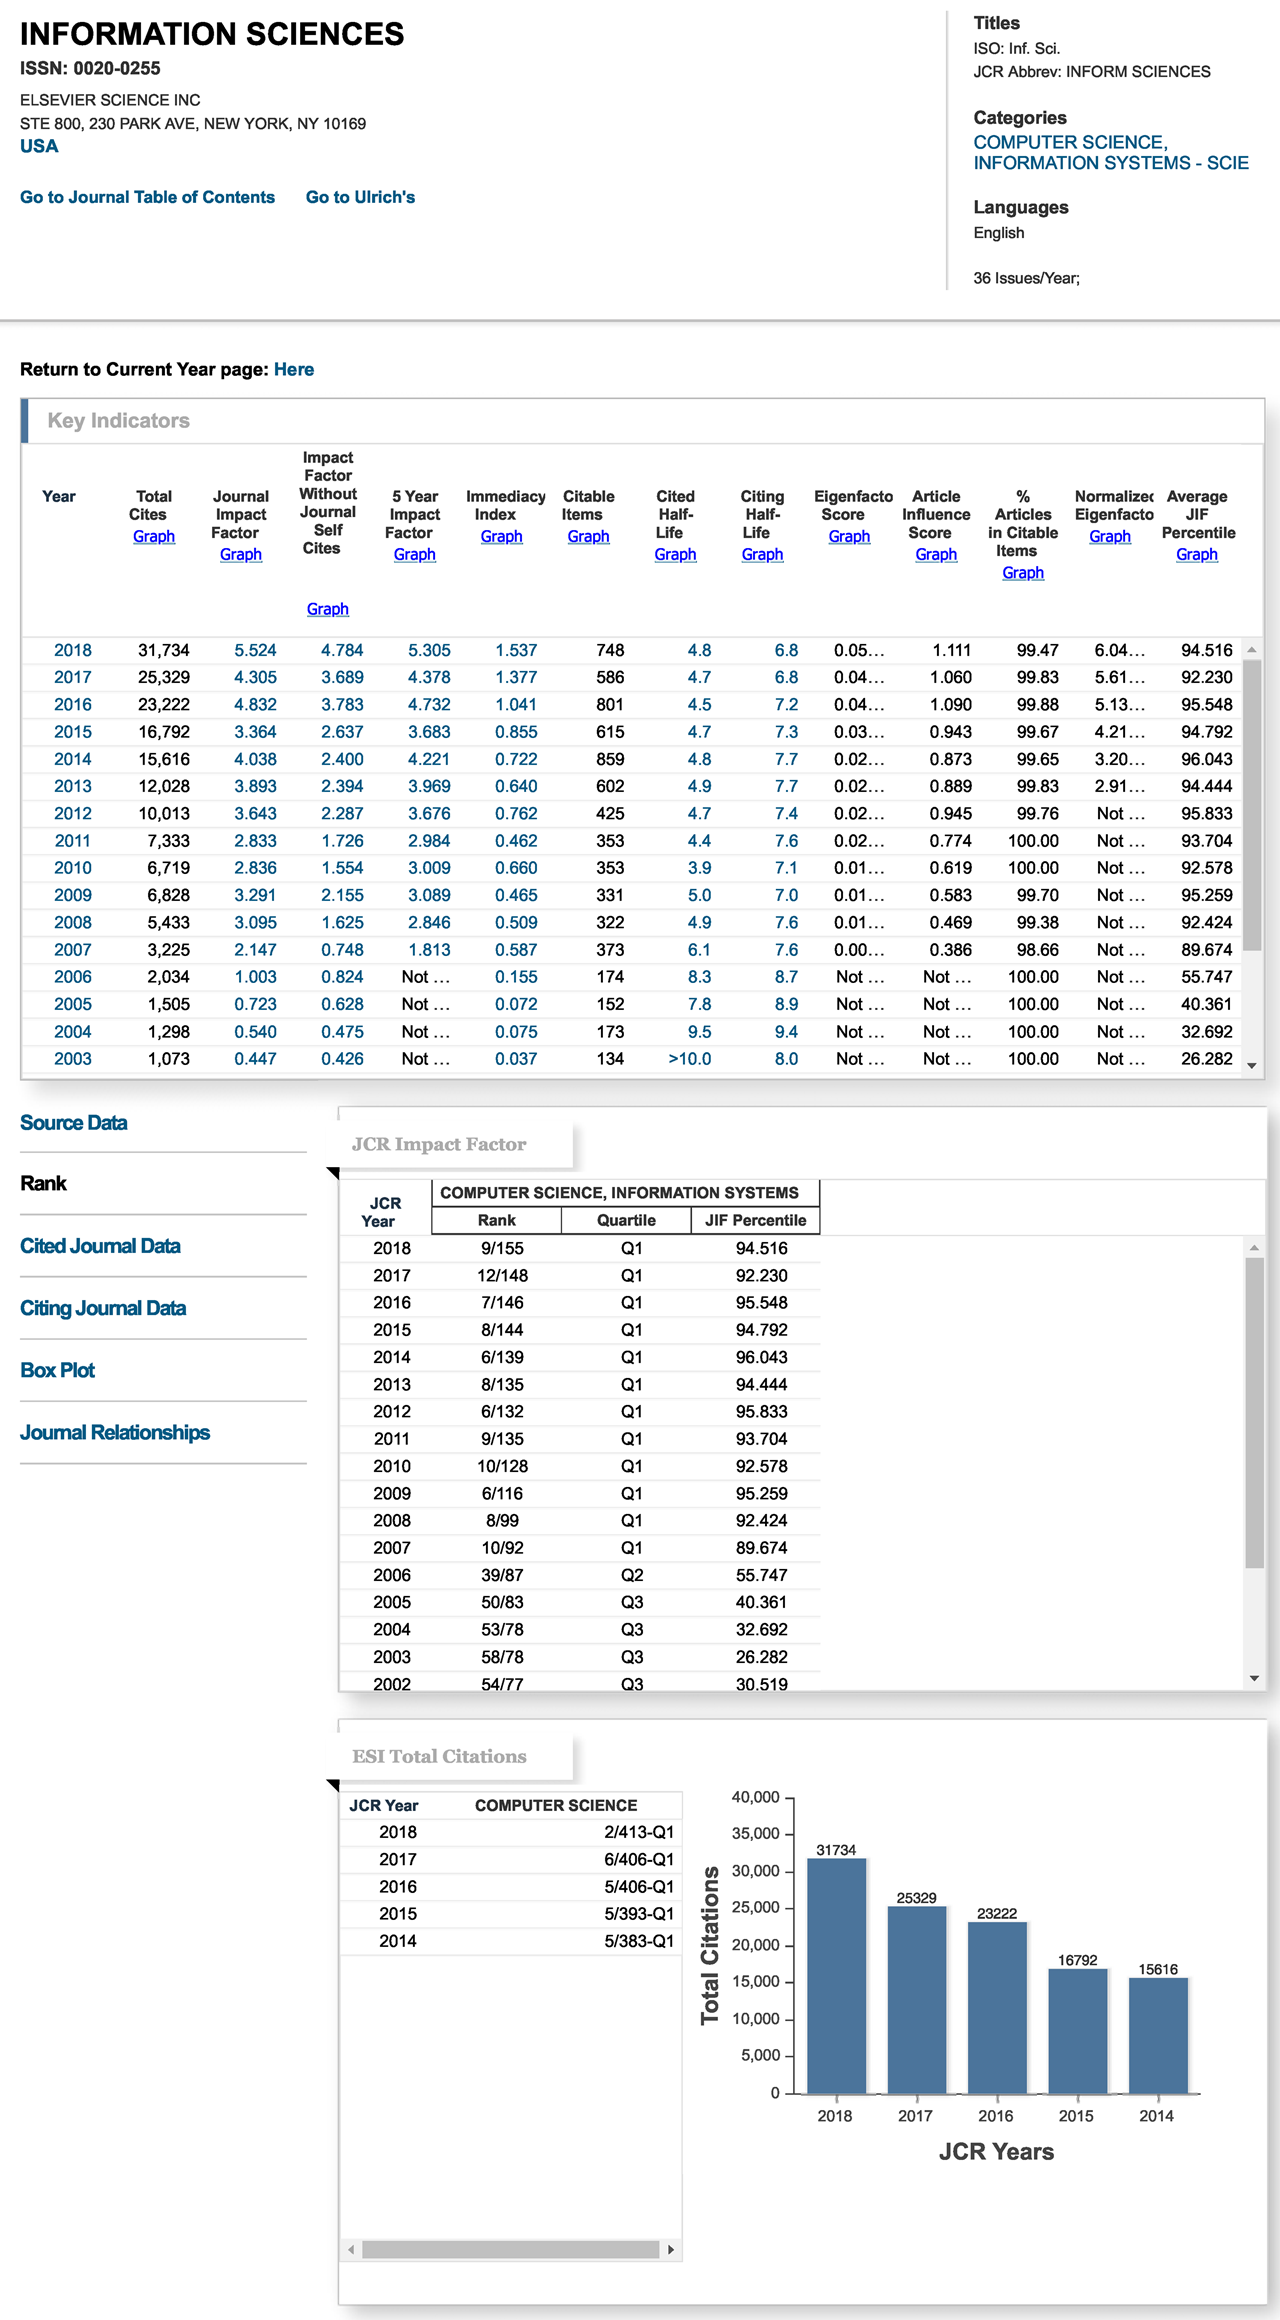 INFORMATION SCIENCES
ISSN: 0020-0255
ELSEVIER SCIENCE INC
STE 800, 230 PARK AVE, NEW YORK, NY 10169
USA
Go to Journal Table of Contents Go to Ulrich's
Titles
ISO: Inf. Sci.
JCR Abbrev: INFORM SCIENCES
Categories
COMPUTER SCIENCE,
INFORMATION SYSTEMS - SCIE
Languages
English
36 Issues/Year;
Return to Current Year page: Here
Key Indicators
Year
Total
Cites
Graph
Journal
Impact
Factor
Graph
Impact
Factor
Without
Journal
Self
Cites
Graph
5 Year
Impact
Factor
Graph
Immediacy
Index
Graph
Citable
Items
Graph
Cited
Half-
Life
Graph
Citing
Half-
Life
Graph
Eigenfacto
Score
Graph
Article
Influence
Score
Graph
%
Articles
in Citable
Items
Graph
Normalized
Eigenfacto
Graph
Average
JIF
Percentile
Graph
2018 31,734 5.524 4.784 5.305 1.537 748 4.8 6.8 0.05... 1.111 99.47 6.04... 94.516
2017 25,329 4.305 3.689 4.378 1.377 586 4.7 6.8 0.04... 1.060 99.83 5.61... 92.230
2016 23,222 4.832 3.783 4.732 1.041 801 4.5 7.2 0.04... 1.090 99.88 5.13... 95.548
2015 16,792 3.364 2.637 3.683 0.855 615 4.7 7.3 0.03... 0.943 99.67 4.21... 94.792
2014 15,616 4.038 2.400 4.221 0.722 859 4.8 7.7 0.02... 0.873 99.65 3.20... 96.043
2013 12,028 3.893 2.394 3.969 0.640 602 4.9 7.7 0.02... 0.889 99.83 2.91... 94.444
2012 10,013 3.643 2.287 3.676 0.762 425 4.7 7.4 0.02... 0.945 99.76 Not ... 95.833
2011 7,333 2.833 1.726 2.984 0.462 353 4.4 7.6 0.02... 0.774 100.00 Not ... 93.704
2010 6,719 2.836 1.554 3.009 0.660 353 3.9 7.1 0.01... 0.619 100.00 Not ... 92.578
2009 6,828 3.291 2.155 3.089 0.465 331 5.0 7.0 0.01... 0.583 99.70 Not ... 95.259
2008 5,433 3.095 1.625 2.846 0.509 322 4.9 7.6 0.01... 0.469 99.38 Not ... 92.424
2007 3,225 2.147 0.748 1.813 0.587 373 6.1 7.6 0.00... 0.386 98.66 Not ... 89.674
2006 2,034 1.003 0.824 Not ... 0.155 174 8.3 8.7 Not ... Not ... 100.00 Not ... 55.747
2005 1,505 0.723 0.628 Not ... 0.072 152 7.8 8.9 Not ... Not ... 100.00 Not ... 40.361
2004 1,298 0.540 0.475 Not ... 0.075 173 9.5 9.4 Not ... Not ... 100.00 Not ... 32.692
2003 1,073 0.447 0.426 Not ... 0.037 134 >10.0 8.0 Not ... Not ... 100.00 Not ... 26.282
Source Data
Rank
Cited Journal Data
Citing Journal Data
Box Plot
Journal Relationships
JCR Impact Factor
JCR
Year
COMPUTER SCIENCE, INFORMATION SYSTEMS
Rank Quartile JIF Percentile
2018 9/155 Q1 94.516
2017 12/148 Q1 92.230
2016 7/146 Q1 95.548
2015 8/144 Q1 94.792
2014 6/139 Q1 96.043
2013 8/135 Q1 94.444
2012 6/132 Q1 95.833
2011 9/135 Q1 93.704
2010 10/128 Q1 92.578
2009 6/116 Q1 95.259
2008 8/99 Q1 92.424
2007 10/92 Q1 89.674
2006 39/87 Q2 55.747
2005 50/83 Q3 40.361
2004 53/78 Q3 32.692
2003 58/78 Q3 26.282
2002 54/77 Q3 30.519
ESI Total Citations
JCR Year COMPUTER SCIENCE
2018 2/413-Q1
2017 6/406-Q1
2016 5/406-Q1
2015 5/393-Q1
2014 5/383-Q1
Total Citations
40,000
35,000
30,000
25,000
20,000
15,000
10,000
5,000
0
31734
25329
23222
16792
15616
2018 2017 2016 2015 2014
JCR Years